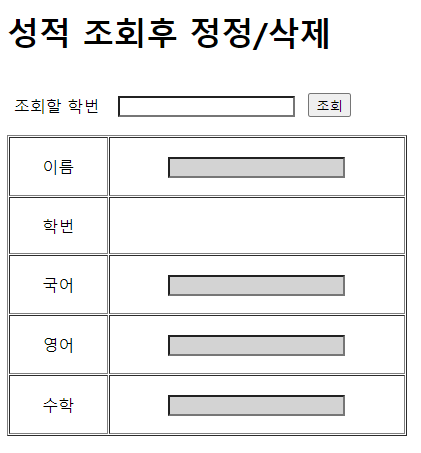 성적 조회후 정정/삭제
조회할 학번 조회
이름
학번
국어
영어
수학